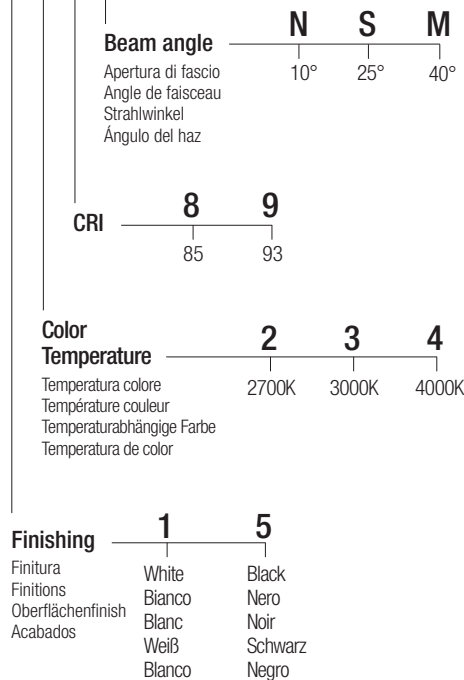 N S M
Beam angle
Apertura di fascio 10° 25° 40°
Angle de faisceau
Strahlwinkel
Ángulo del haz
8 9
CRI
85 93
Color
Temperature 2 3 4
Temperatura colore 2700K 3000K 4000K
Température couleur
Temperaturabhängige Farbe
Temperatura de color
1 5
Finishing
Finitura White Black
Finitions Bianco Nero
Oberflächenfinish Blanc Noir
Acabados Weiß Schwarz
Blanco Negro